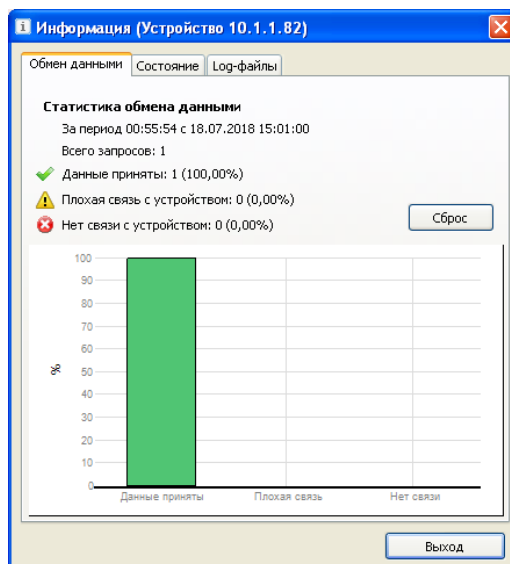 Информация (Устройство 10.1.1.82)
Обмен данными Состояние Log-файлы
Статистика обмена данными
За период 00:55:54 с 18.07.2018 15:01:00
Всего запросов: 1
Данные приняты: 1 (100,00%)
Плохая связь с устройством: 0 (0,00%)
Нет связи с устройством: 0 (0,00%)
Сброс
100
90
80
70
60
50
40
30
20
10
0
%
Данные приняты Плохая связь Нет связи
Выход